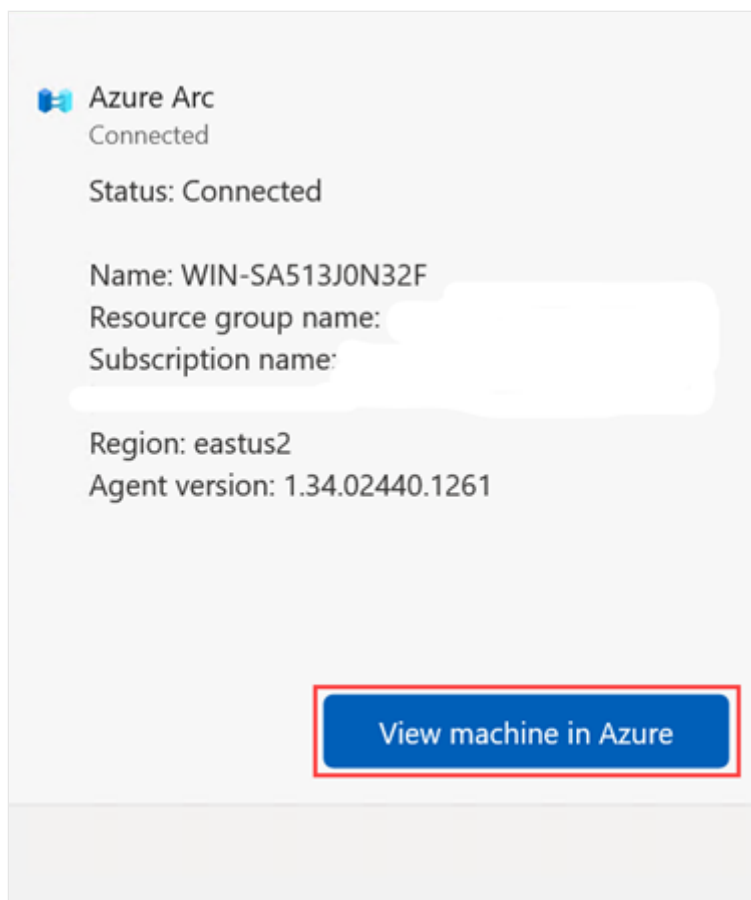 Azure Arc
Connected
Status: Connected
Name: WIN-SA513J0N32F
Resource group name:
Subscription name:
Region: eastus2
Agent version: 1.34.02440.1261
View machine in Azure